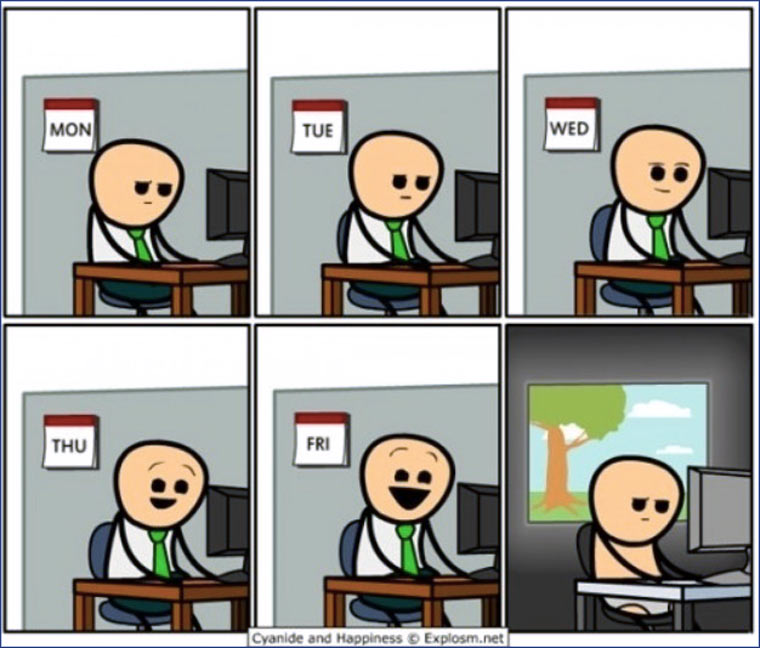 MON
TUE
WED
THU
FRI
Cyanide and Happiness © Explosm.net